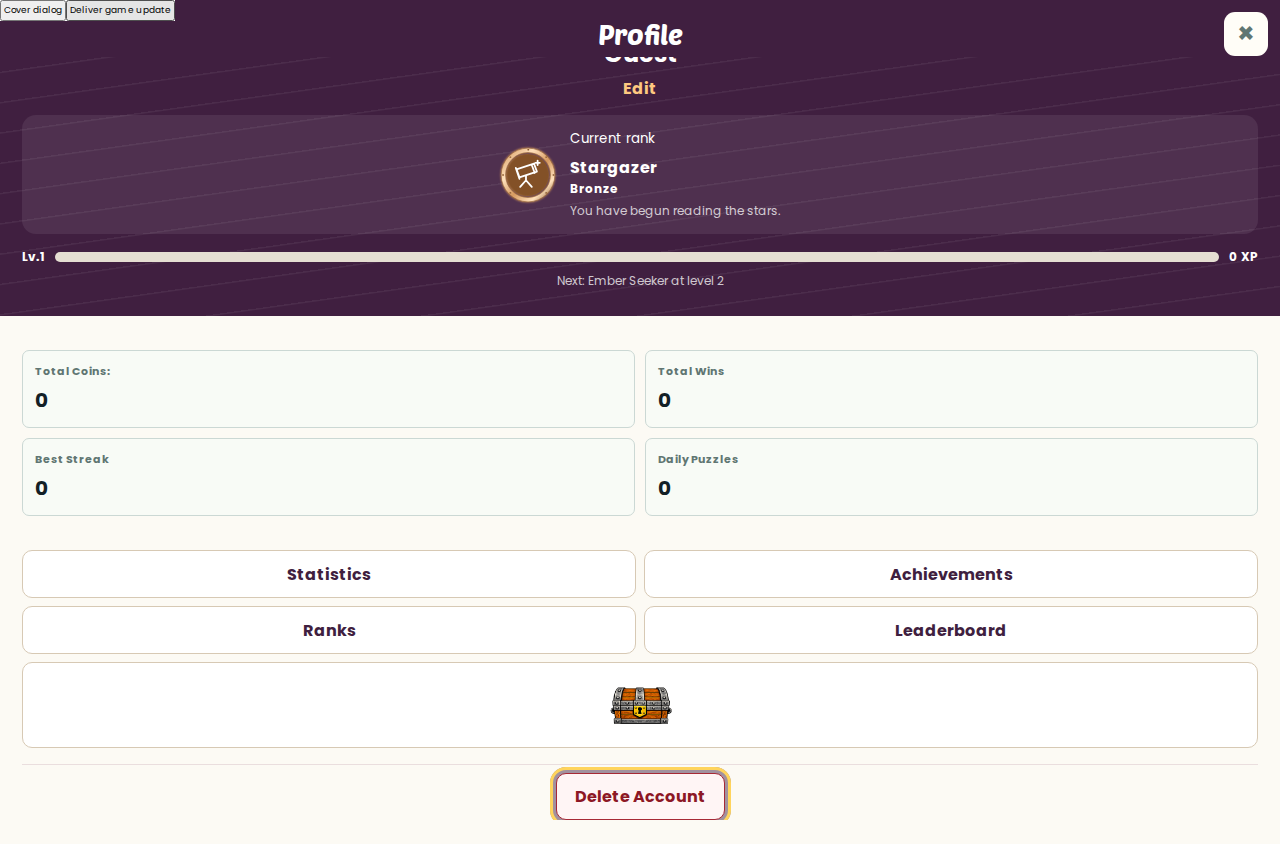 Cover dialog Deliver game update
Profile
Edit
Current rank
Stargazer
Bronze
You have begun reading the stars.
Lv.1 0 XP
Next: Ember Seeker at level 2
Total Coins: Total Wins
0 0
Best Streak Daily Puzzles
0 0
Statistics Achievements
Ranks Leaderboard
Delete Account